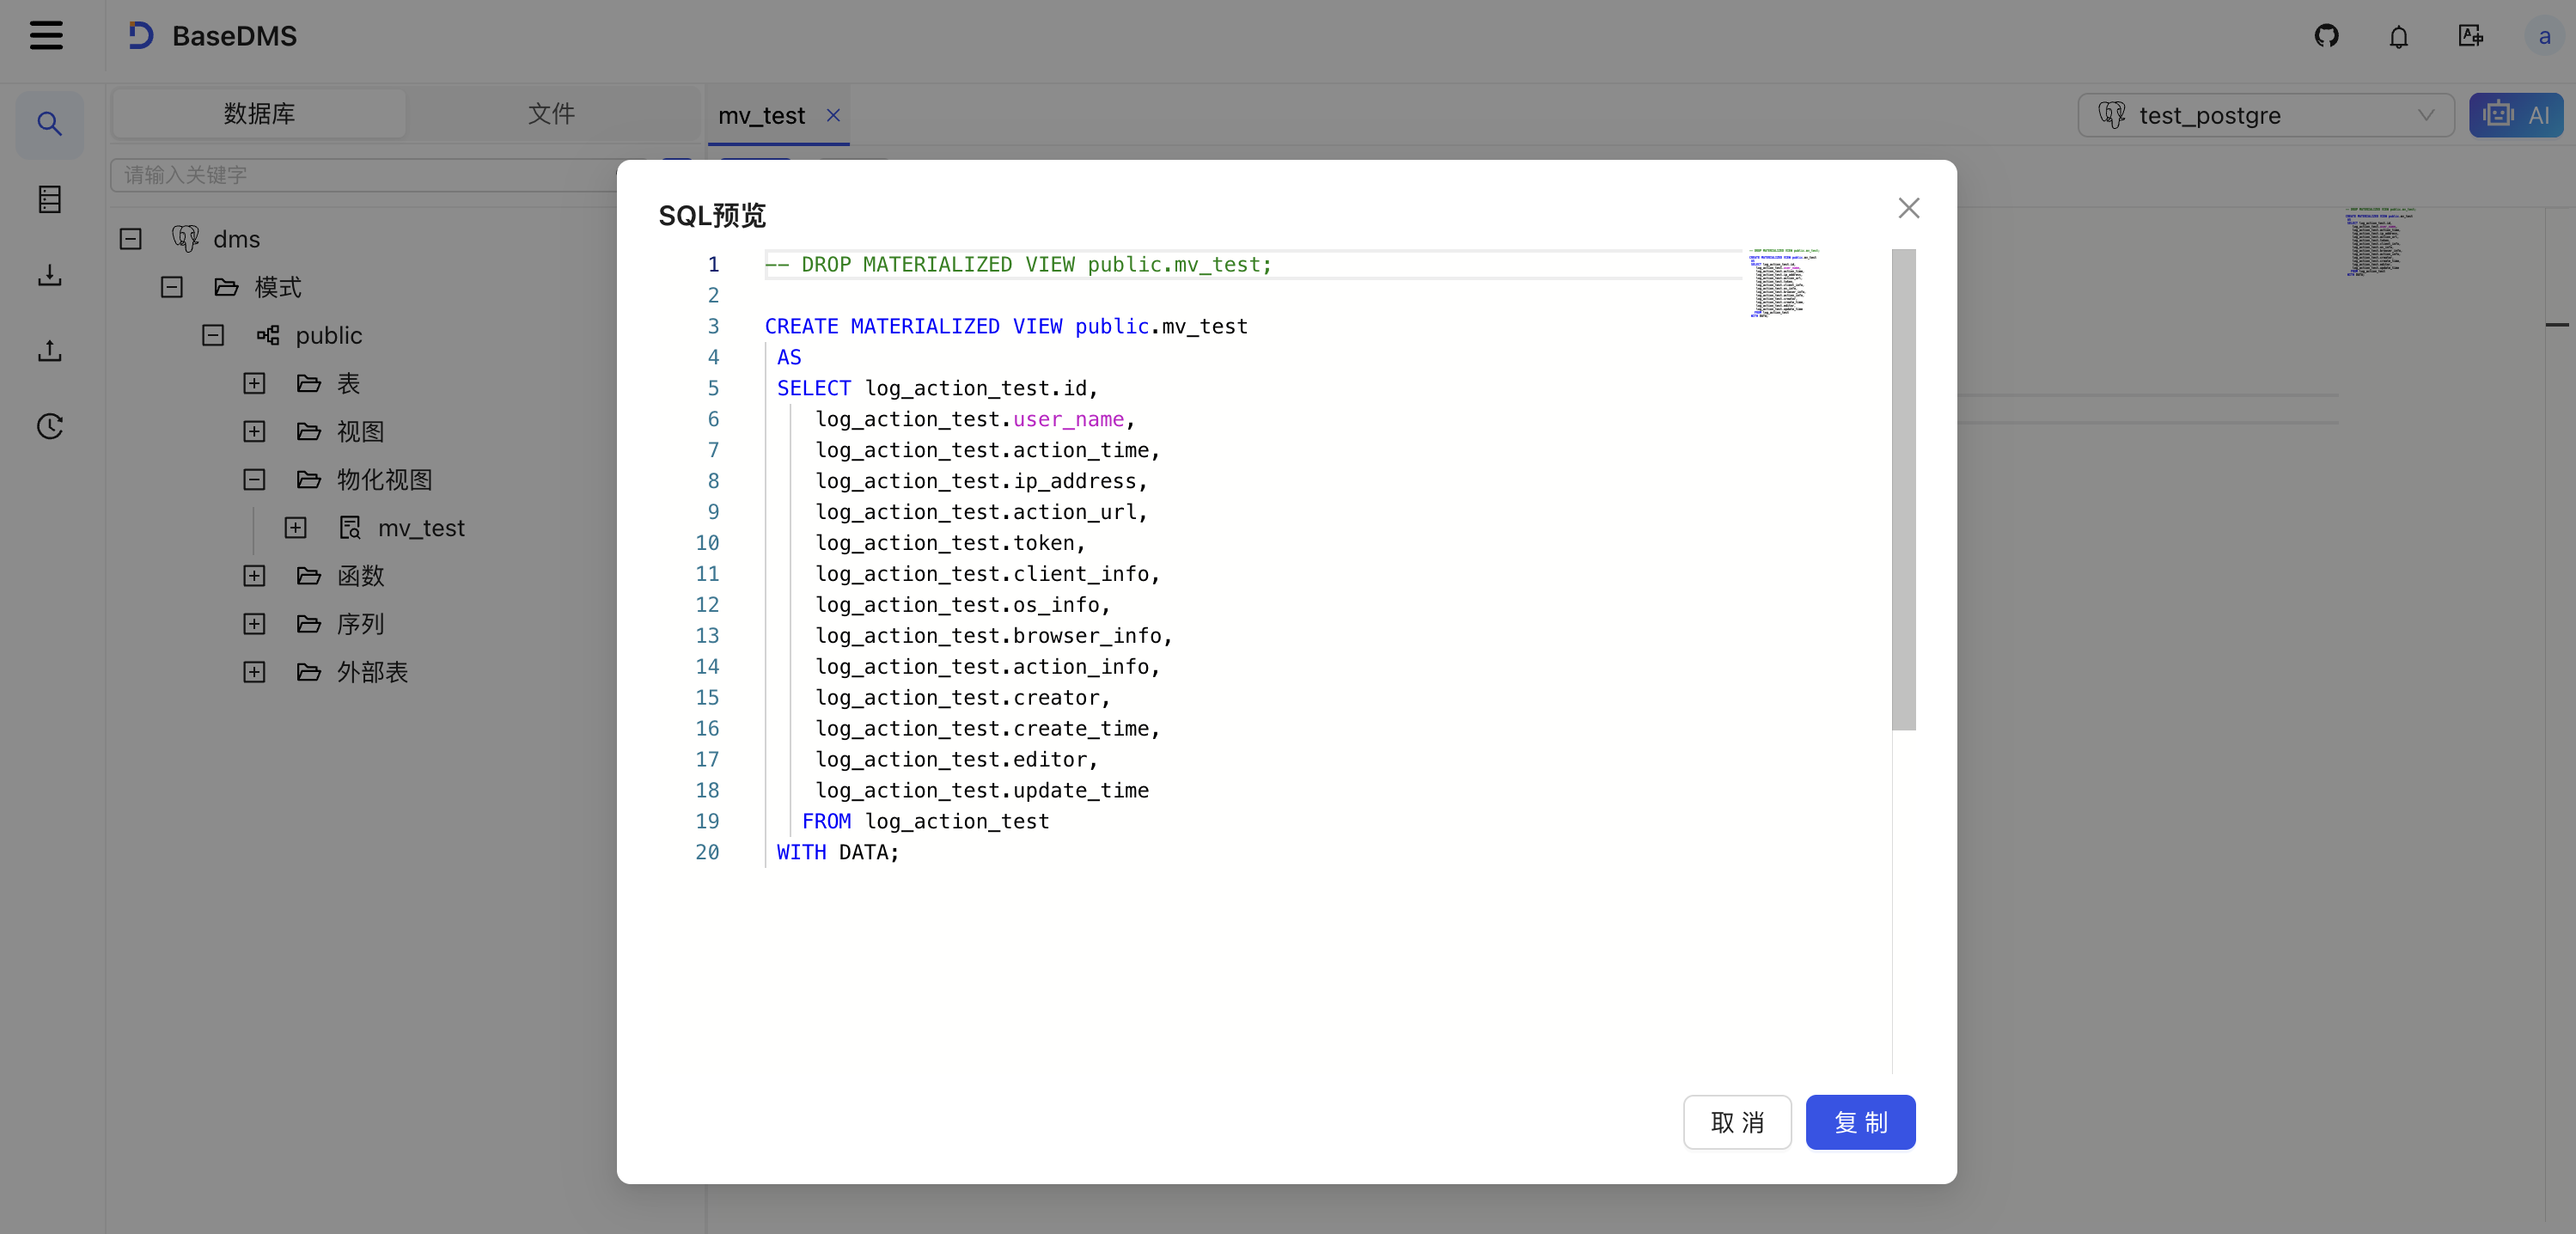 BaseDMS
a
数据库
文件
mv_test
test_postgre
AI
请输入关键字
dms
模式
public
表
视图
物化视图
mv_test
函数
序列
外部表
SQL预览
1 -- DROP MATERIALIZED VIEW public.mv_test;
2
3 CREATE MATERIALIZED VIEW public.mv_test
4 AS
5 SELECT log_action_test.id,
6 log_action_test.user_name,
7 log_action_test.action_time,
8 log_action_test.ip_address,
9 log_action_test.action_url,
10 log_action_test.token,
11 log_action_test.client_info,
12 log_action_test.os_info,
13 log_action_test.browser_info,
14 log_action_test.action_info,
15 log_action_test.creator,
16 log_action_test.create_time,
17 log_action_test.editor,
18 log_action_test.update_time
19 FROM log_action_test
20 WITH DATA;
取 消
复 制